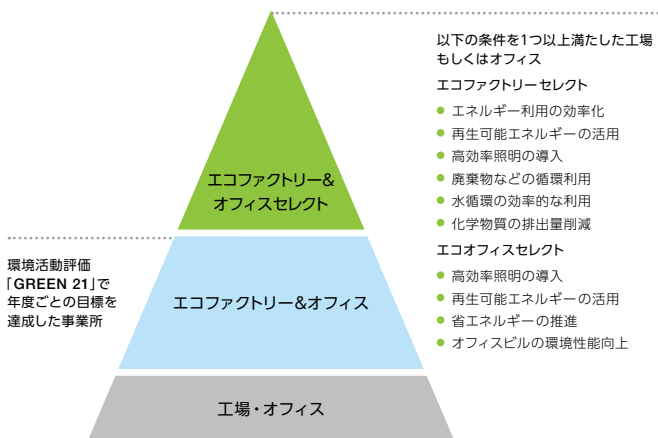 以下の条件を1つ以上満たした工場
もしくはオフィス
エコファクトリーセレクト
● エネルギー利用の効率化
● 再生可能エネルギーの活用
● 高効率照明の導入
● 廃棄物などの循環利用
● 水循環の効率的な利用
● 化学物質の排出量削減
エコオフィスセレクト
● 高効率照明の導入
● 再生可能エネルギーの活用
● 省エネルギーの推進
● オフィスビルの環境性能向上
エコファクトリー&
オフィスセレクト
環境活動評価
「GREEN 21」で
年度ごとの目標を
達成した事業所
エコファクトリー&オフィス
工場・オフィス